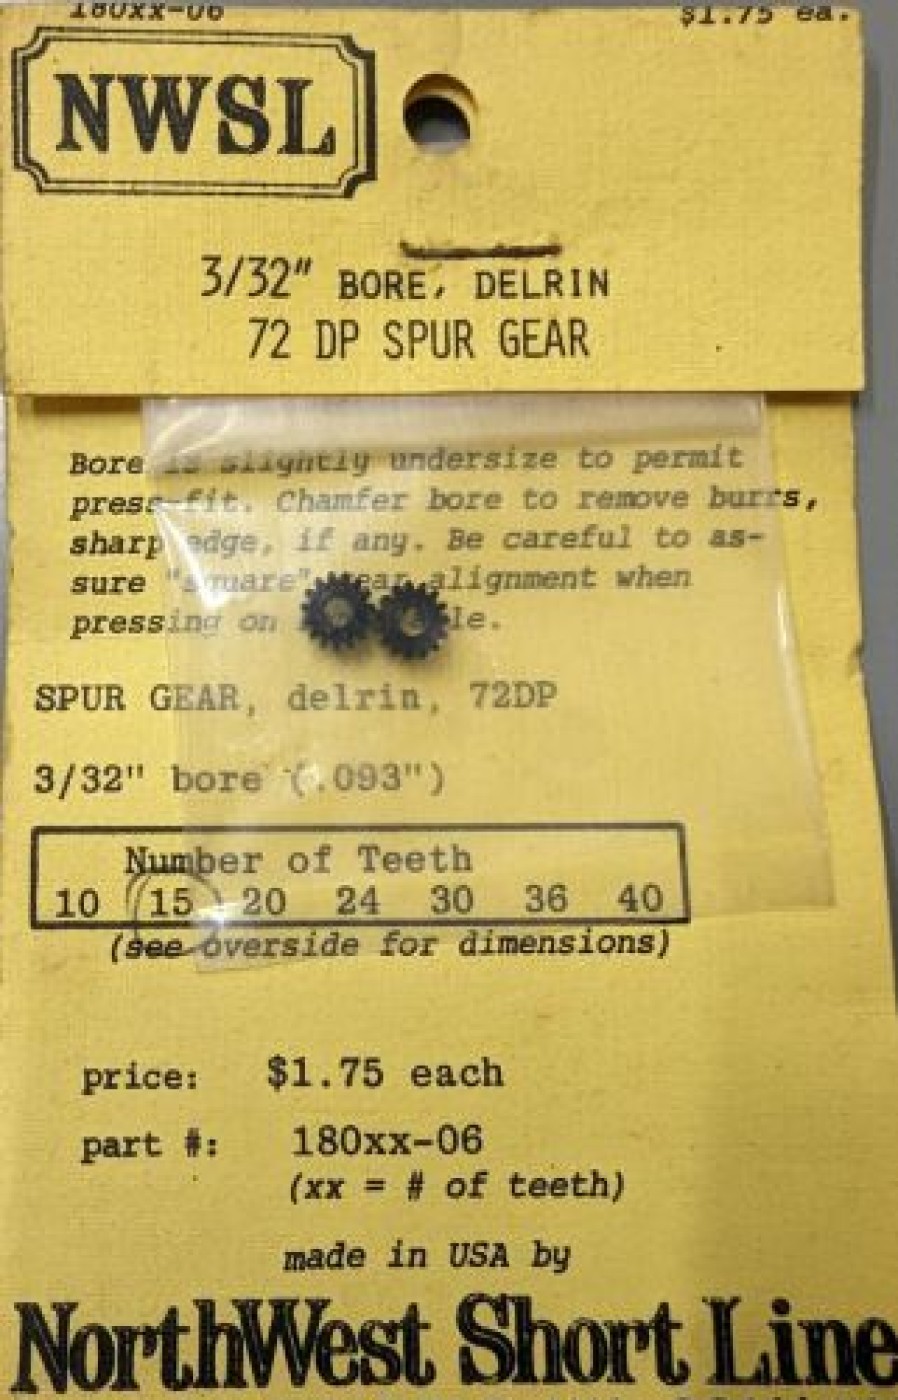 180xx-06 $1.75 ea.
NWSL
3/32" BORE, DELRIN
72 DP SPUR GEAR
Bore is slightly undersize to permit
press-fit. Chamfer bore to remove burrs,
sharp edge, if any. Be careful to as-
sure "square" gear alignment when
pressing on le.
SPUR GEAR, delrin, 72DP
3/32" bore (.093")
Number of Teeth
10 15 20 24 30 36 40
(see overside for dimensions)
price: $1.75 each
part #: 180xx-06
(xx = # of teeth)
made in USA by
NorthWest Short Line